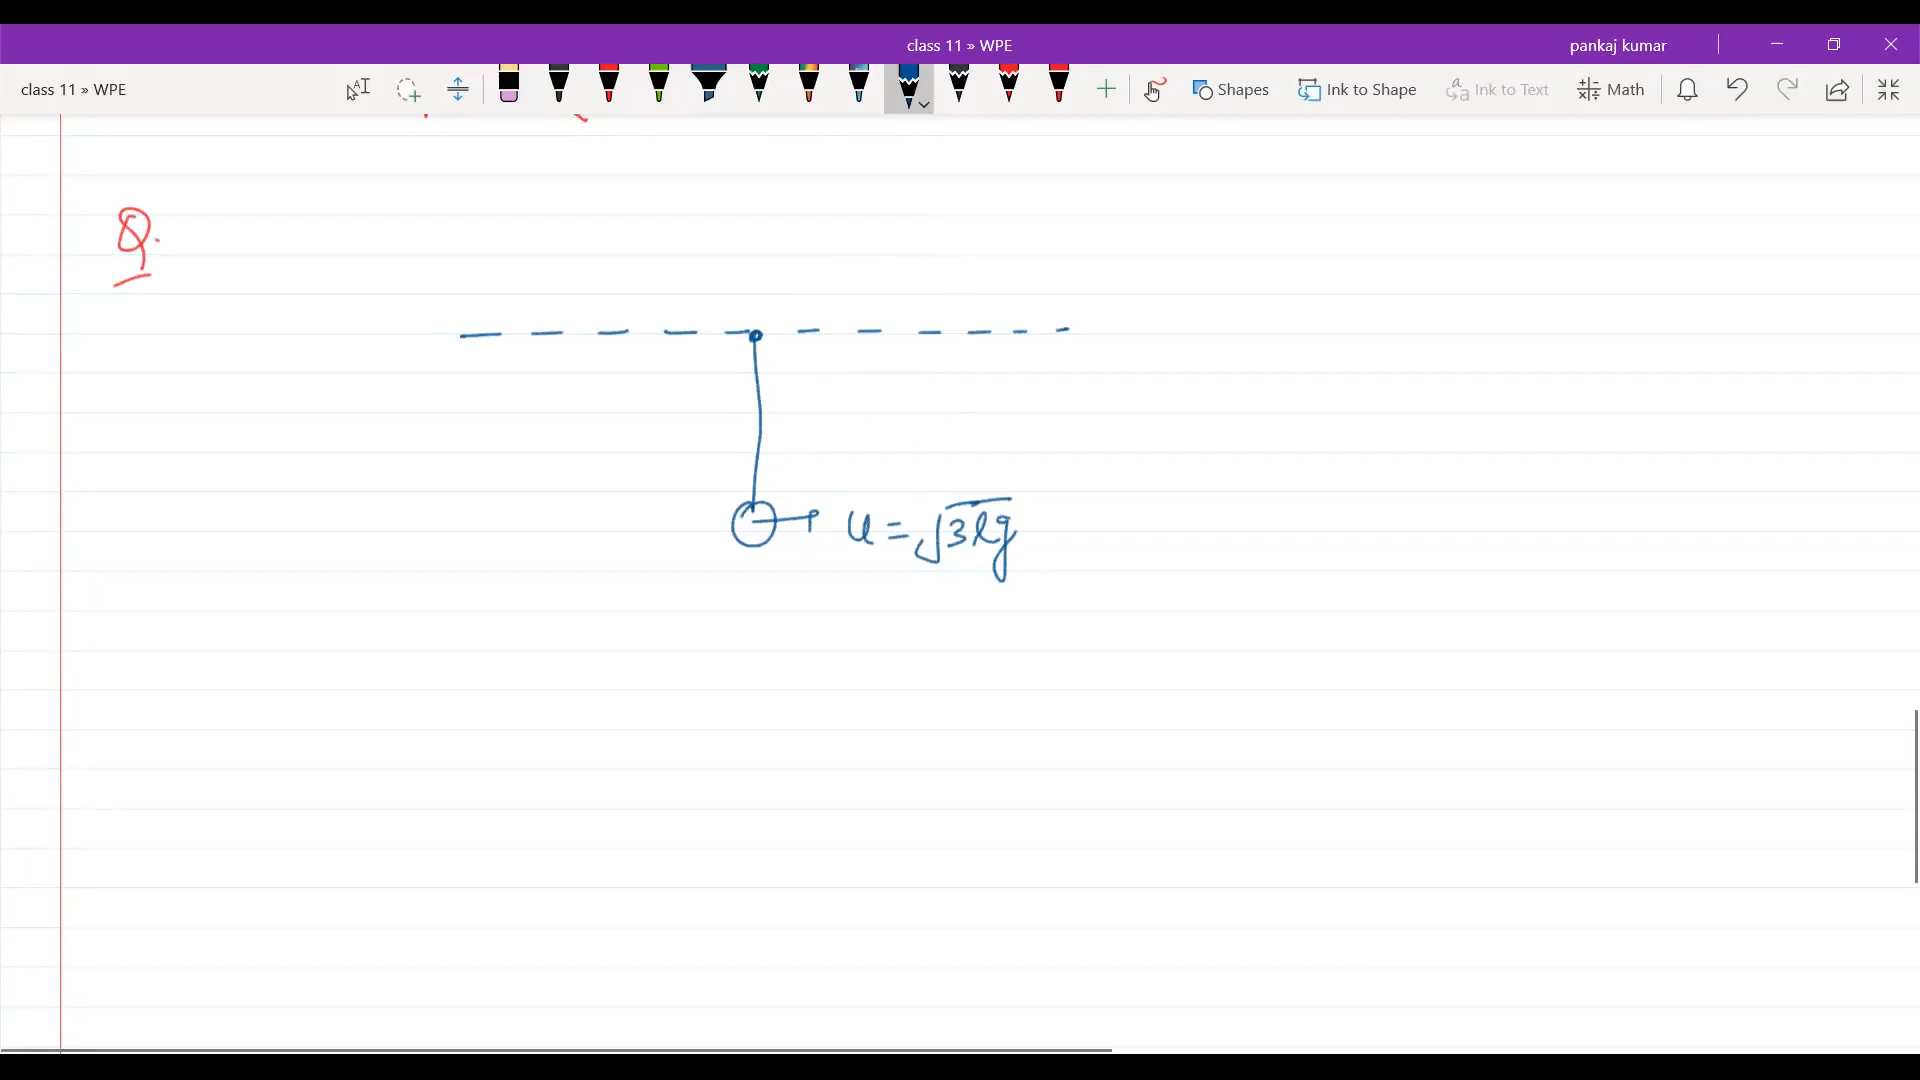 class 11 » WPE
pankaj kumar
class 11 » WPE
Shapes
Ink to Shape
Ink to Text
Math
Q.
u = √3lg